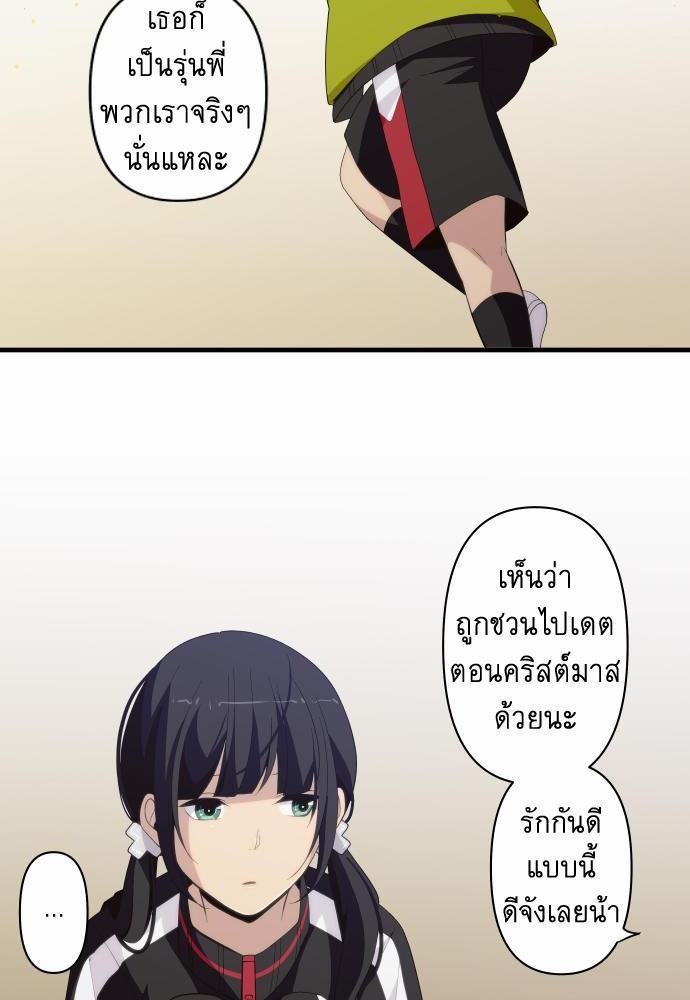 เธอก็
เป็นรุ่นพี่
พวกเราจริงๆ
นั่นแหละ
เห็นว่า
ถูกชวนไปเดต
ตอนคริสต์มาส
ด้วยนะ
รักกันดี
แบบนี้
ดีจังเลยน้า
...